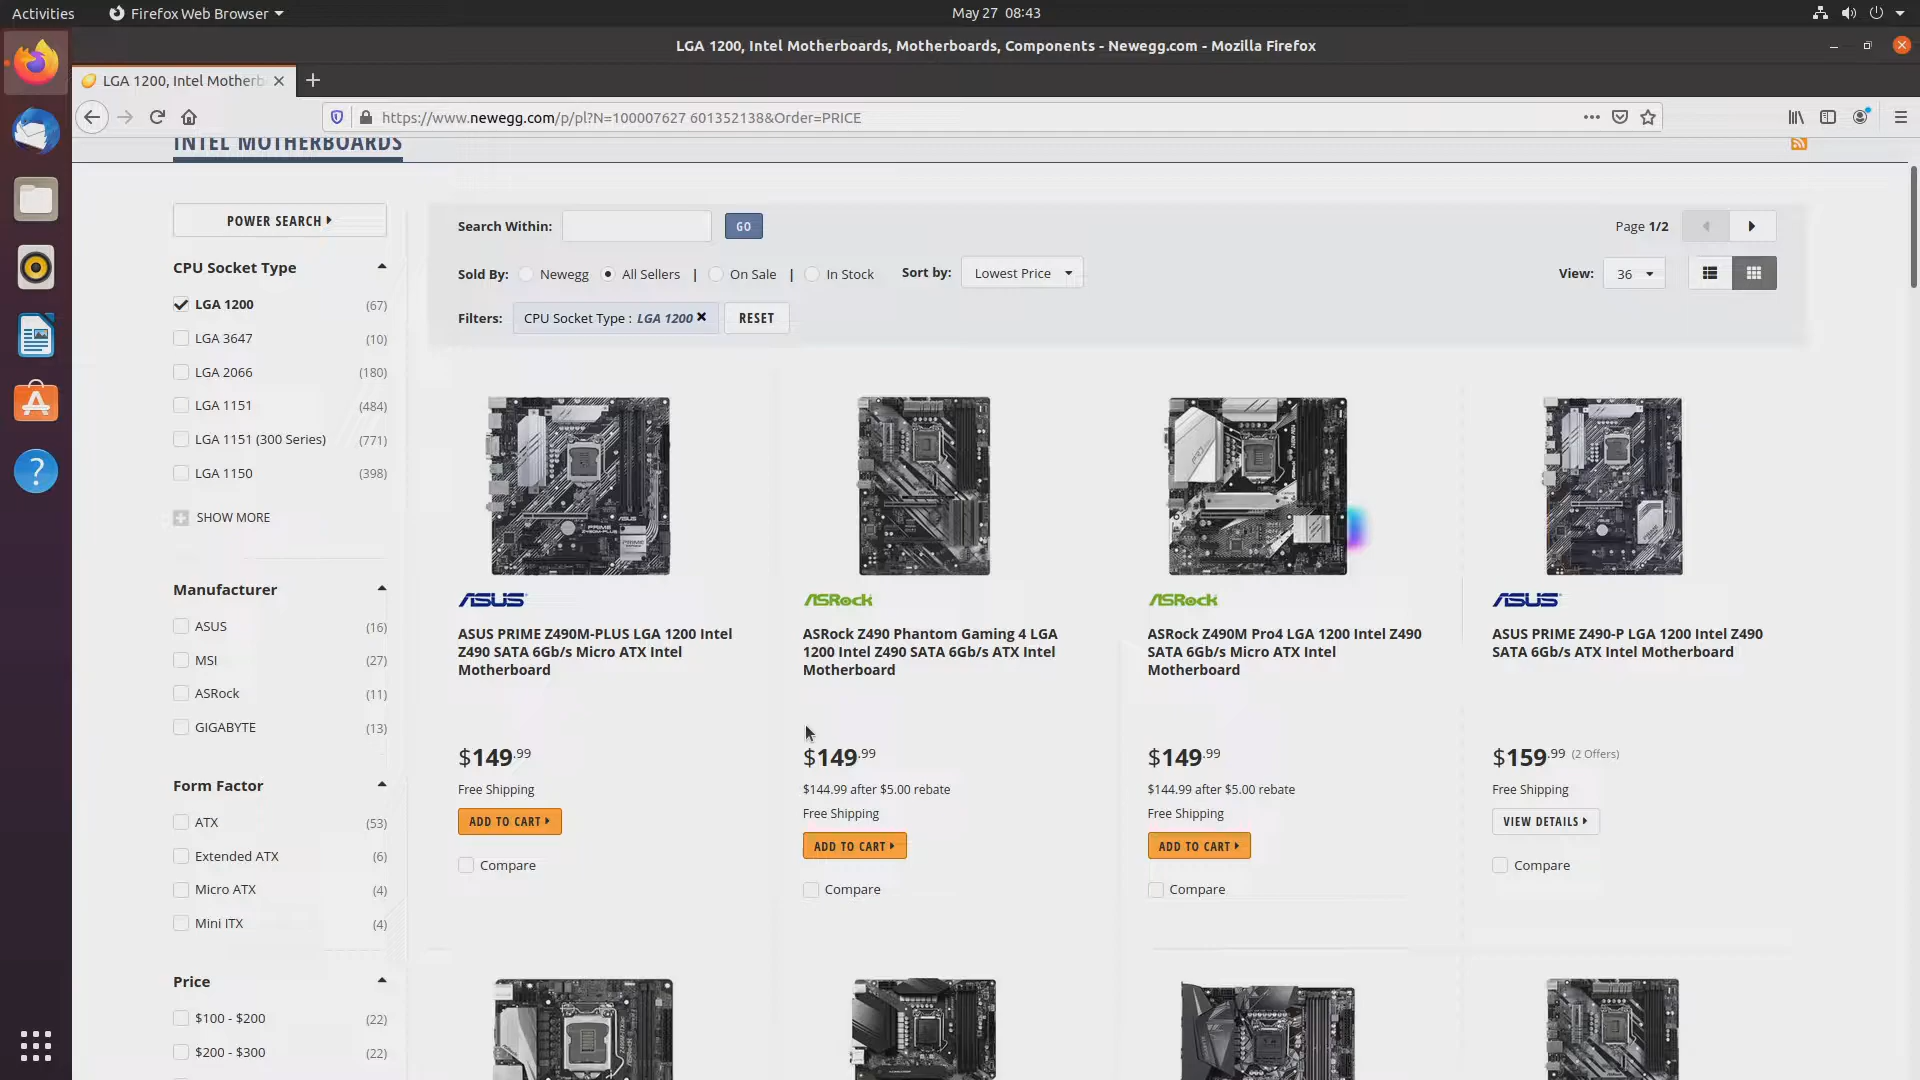 Activities
Firefox Web Browser
May 27 08:43
LGA 1200, Intel Motherboards, Motherboards, Components - Newegg.com - Mozilla Firefox
LGA 1200, Intel Motherb
https://www.newegg.com/p/pl?N=100007627 601352138&Order=PRICE
INTEL MOTHERBOARDS
POWER SEARCH
CPU Socket Type
LGA 1200 (67)
LGA 3647 (10)
LGA 2066 (180)
LGA 1151 (484)
LGA 1151 (300 Series) (771)
LGA 1150 (398)
SHOW MORE
Manufacturer
ASUS (16)
MSI (27)
ASRock (11)
GIGABYTE (13)
Form Factor
ATX (53)
Extended ATX (6)
Micro ATX (4)
Mini ITX (4)
Price
$100 - $200 (22)
$200 - $300 (22)
Search Within: GO
Page 1/2
Sold By: Newegg All Sellers | On Sale | In Stock
Sort by: Lowest Price
View: 36
Filters: CPU Socket Type : LGA 1200 RESET
ASUS
ASUS PRIME Z490M-PLUS LGA 1200 Intel
Z490 SATA 6Gb/s Micro ATX Intel
Motherboard
$149.99
Free Shipping
ADD TO CART
Compare
ASRock
ASRock Z490 Phantom Gaming 4 LGA
1200 Intel Z490 SATA 6Gb/s ATX Intel
Motherboard
$149.99
$144.99 after $5.00 rebate
Free Shipping
ADD TO CART
Compare
ASRock
ASRock Z490M Pro4 LGA 1200 Intel Z490
SATA 6Gb/s Micro ATX Intel
Motherboard
$149.99
$144.99 after $5.00 rebate
Free Shipping
ADD TO CART
Compare
ASUS
ASUS PRIME Z490-P LGA 1200 Intel Z490
SATA 6Gb/s ATX Intel Motherboard
$159.99 (2 Offers)
Free Shipping
VIEW DETAILS
Compare